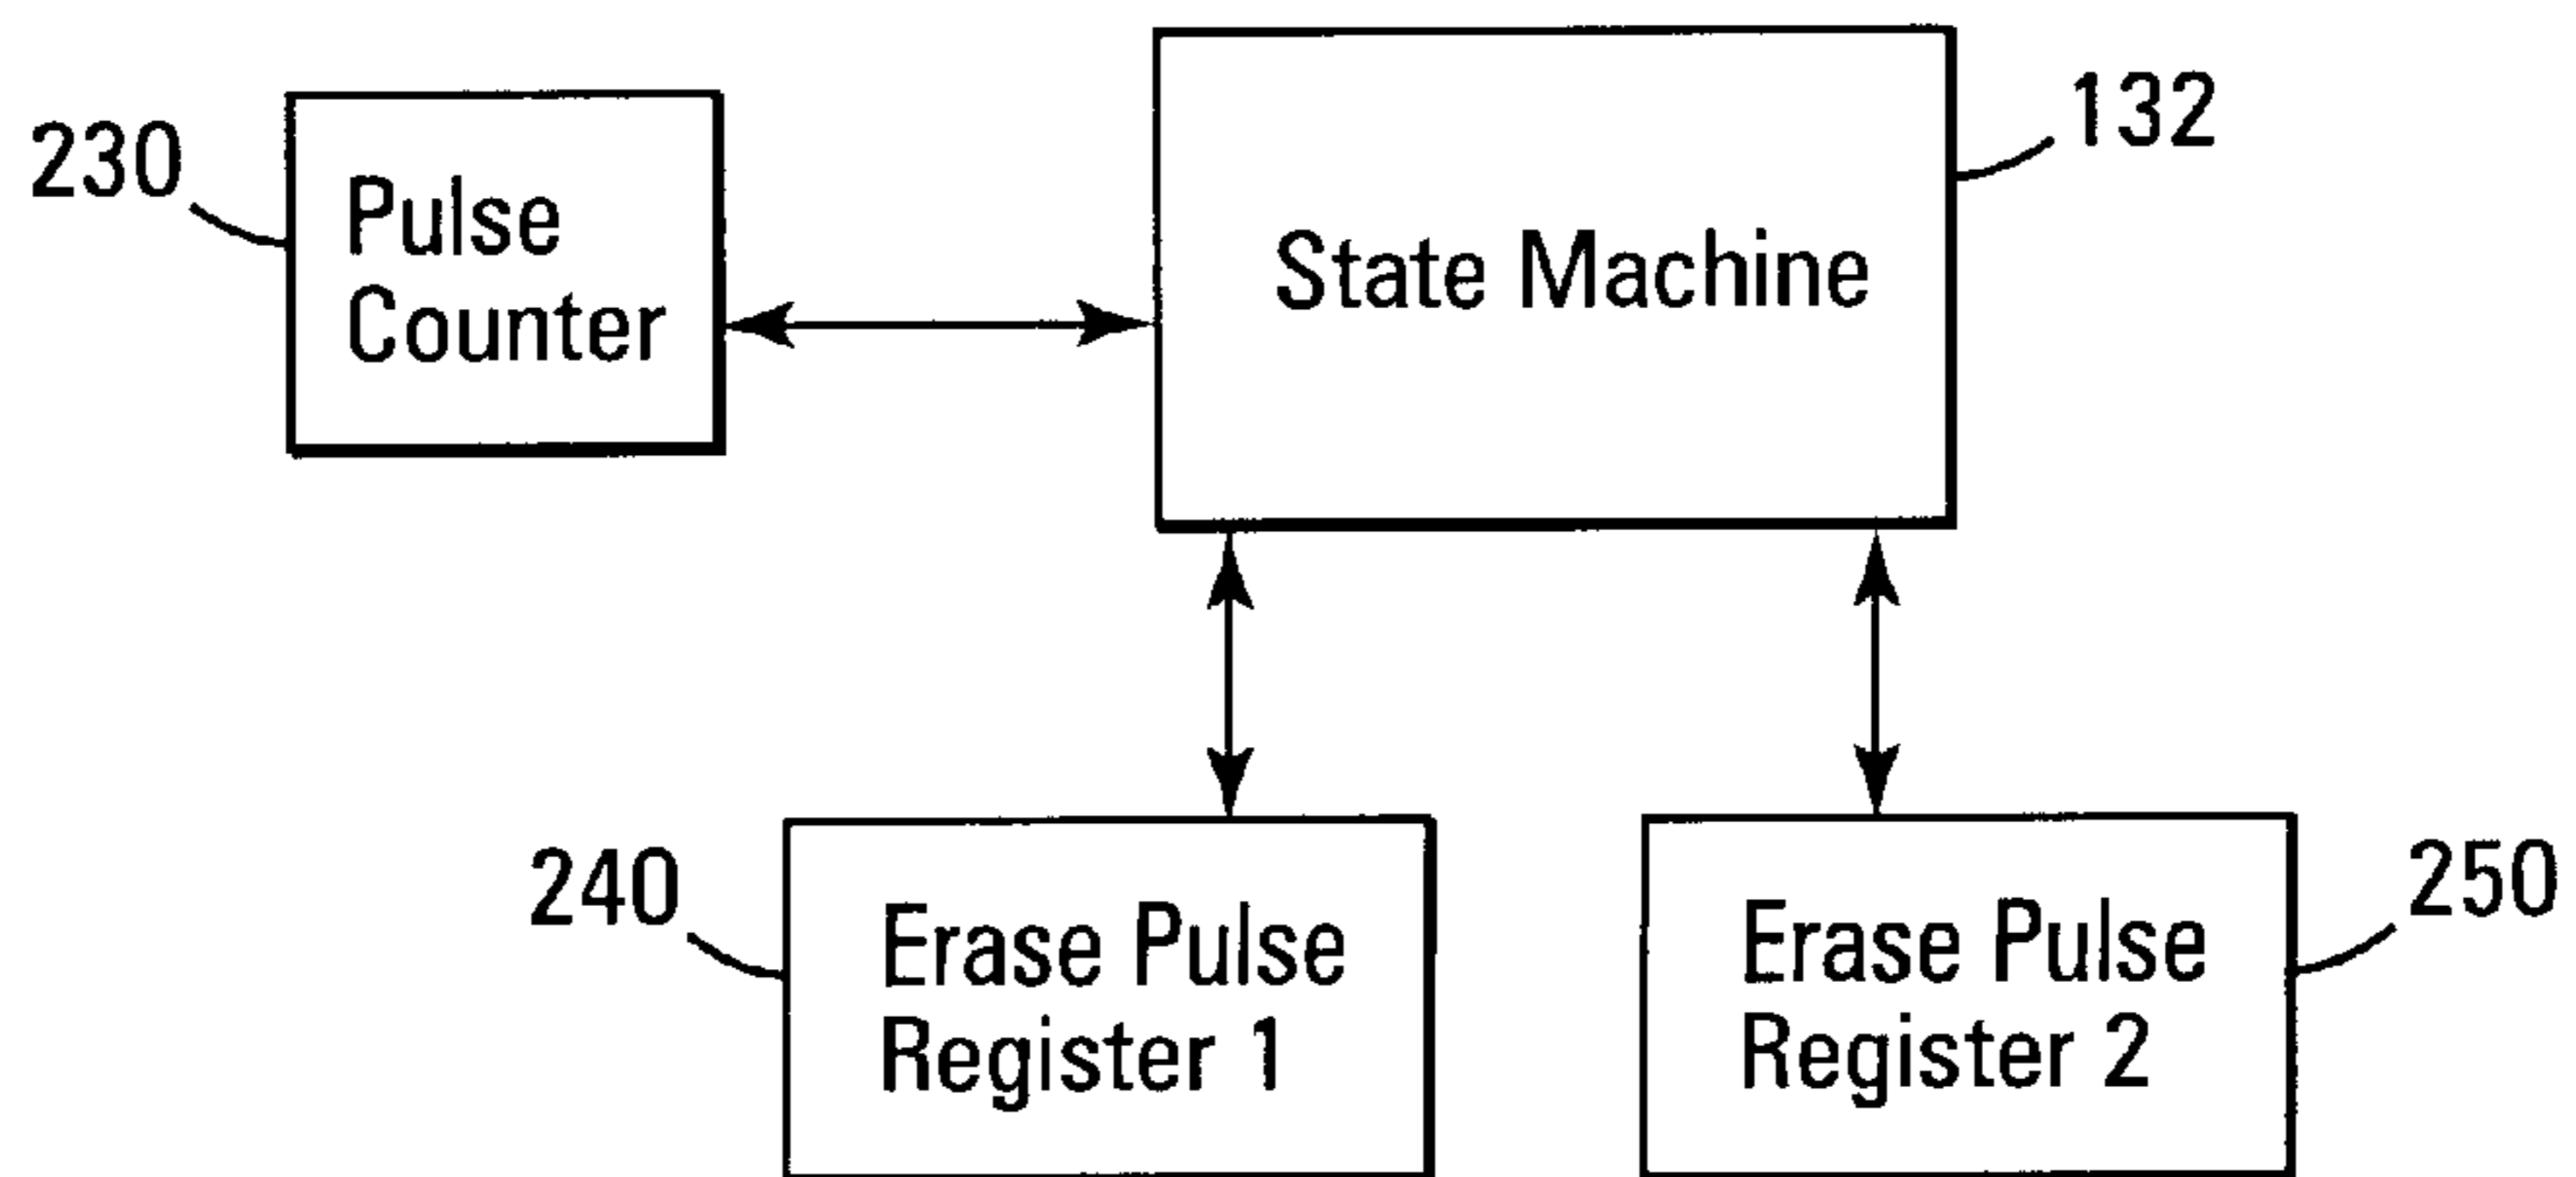 230
Pulse
Counter
State Machine
132
240
Erase Pulse
Register 1
Erase Pulse
Register 2
250